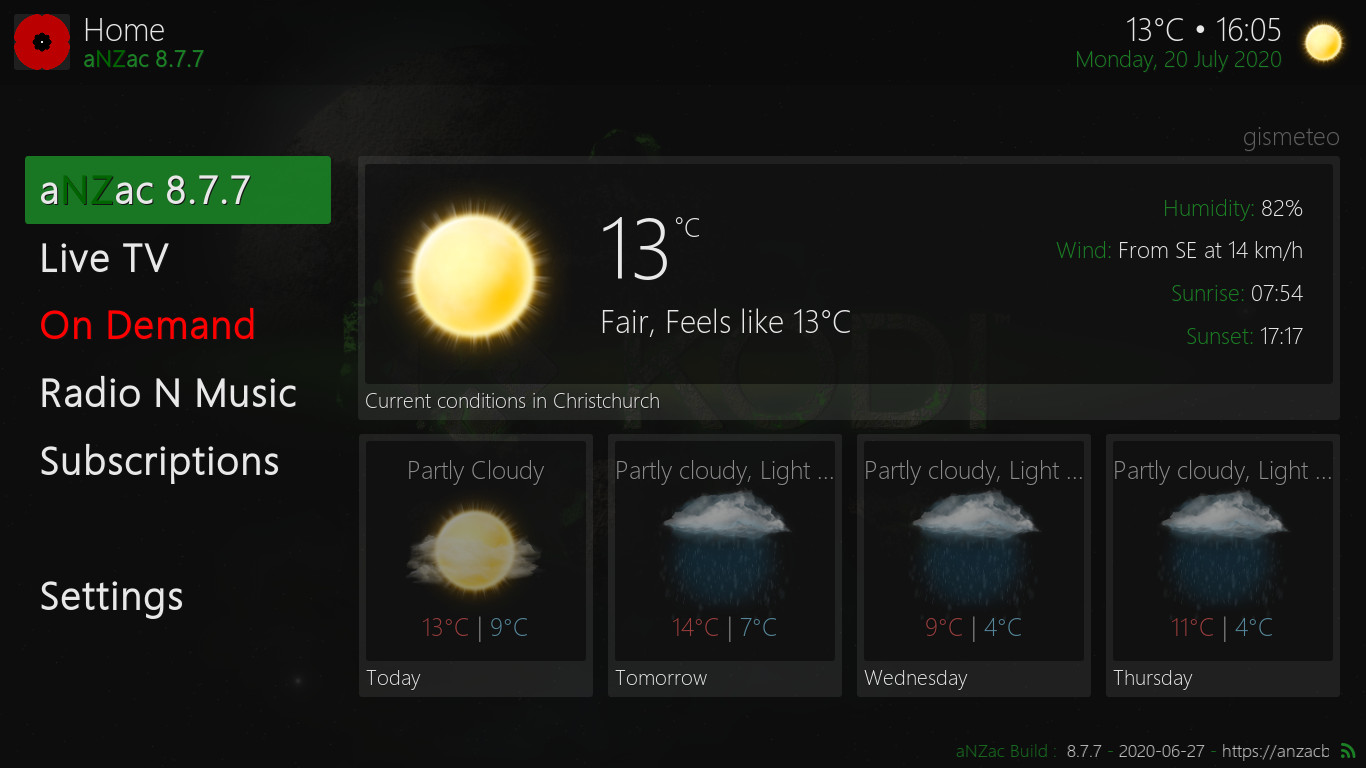 Home
aNZac 8.7.7
13°C • 16:05
Monday, 20 July 2020
gismeteo
aNZac 8.7.7
Live TV
On Demand
Radio N Music
Subscriptions
Settings
13 °C
Fair, Feels like 13°C
Humidity: 82%
Wind: From SE at 14 km/h
Sunrise: 07:54
Sunset: 17:17
Current conditions in Christchurch
KODI
Partly Cloudy
13°C | 9°C
Today
Partly cloudy, Light ...
14°C | 7°C
Tomorrow
Partly cloudy, Light ...
9°C | 4°C
Wednesday
Partly cloudy, Light ...
11°C | 4°C
Thursday
aNZac Build : 8.7.7 - 2020-06-27 - https://anzacb